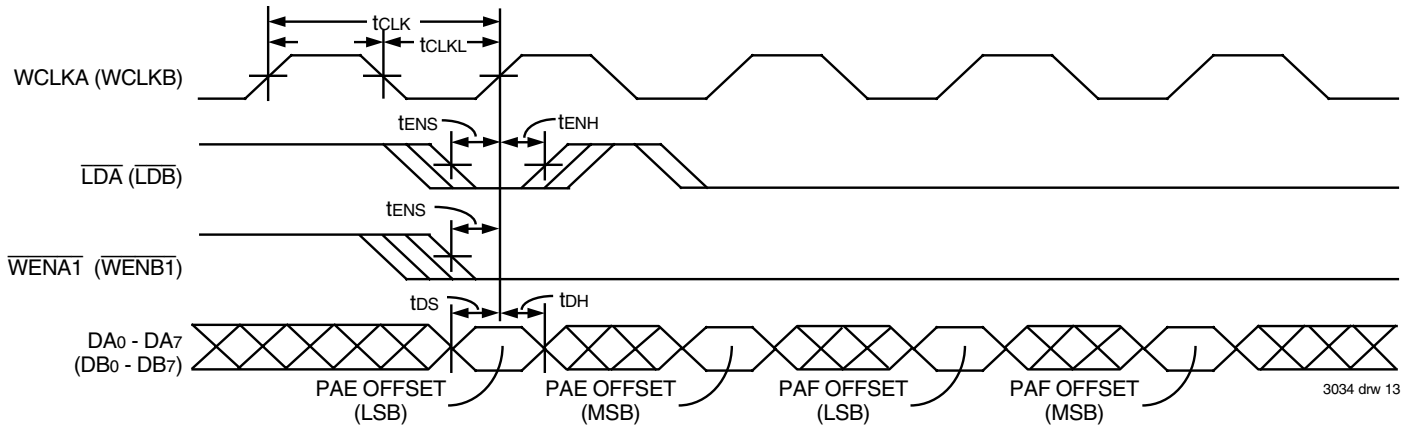 tCLK
tCLKL
WCLKA (WCLKB)
tENS
tENH
LDA (LDB)
tENS
WENA1 (WENB1)
tDS
tDH
DA0 - DA7
(DB0 - DB7)
PAE OFFSET
(LSB)
PAE OFFSET
(MSB)
PAF OFFSET
(LSB)
PAF OFFSET
(MSB)
3034 drw 13